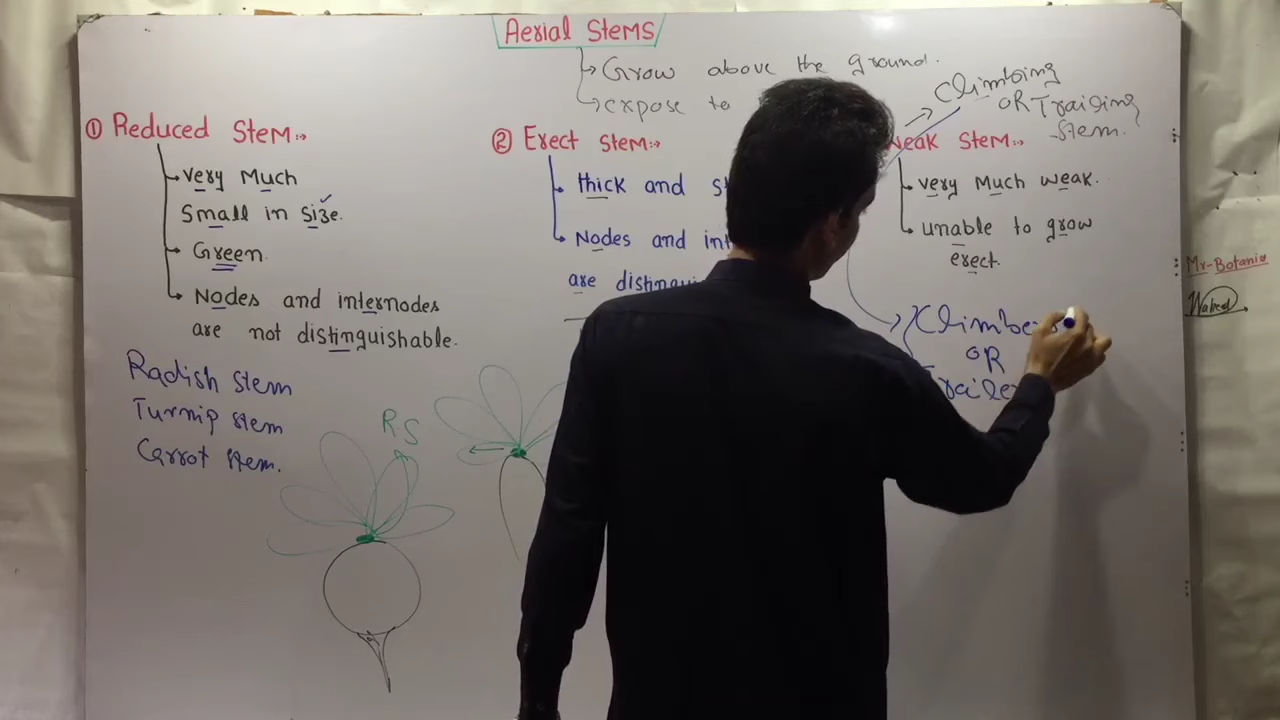 Aerial Stems
Grow above the ground.
expose to
Climbing
OR Trailing
Stem.
① Reduced Stem:-
very Much
Small in size.
Green.
Nodes and internodes
are not distinguishable.
Radish stem
Turnip stem
Carrot stem.
RS
② Erect Stem:-
thick and
Nodes and
are
Weak Stem:-
very Much weak.
unable to grow
erect.
OR
Mr-Botanis
Waheed